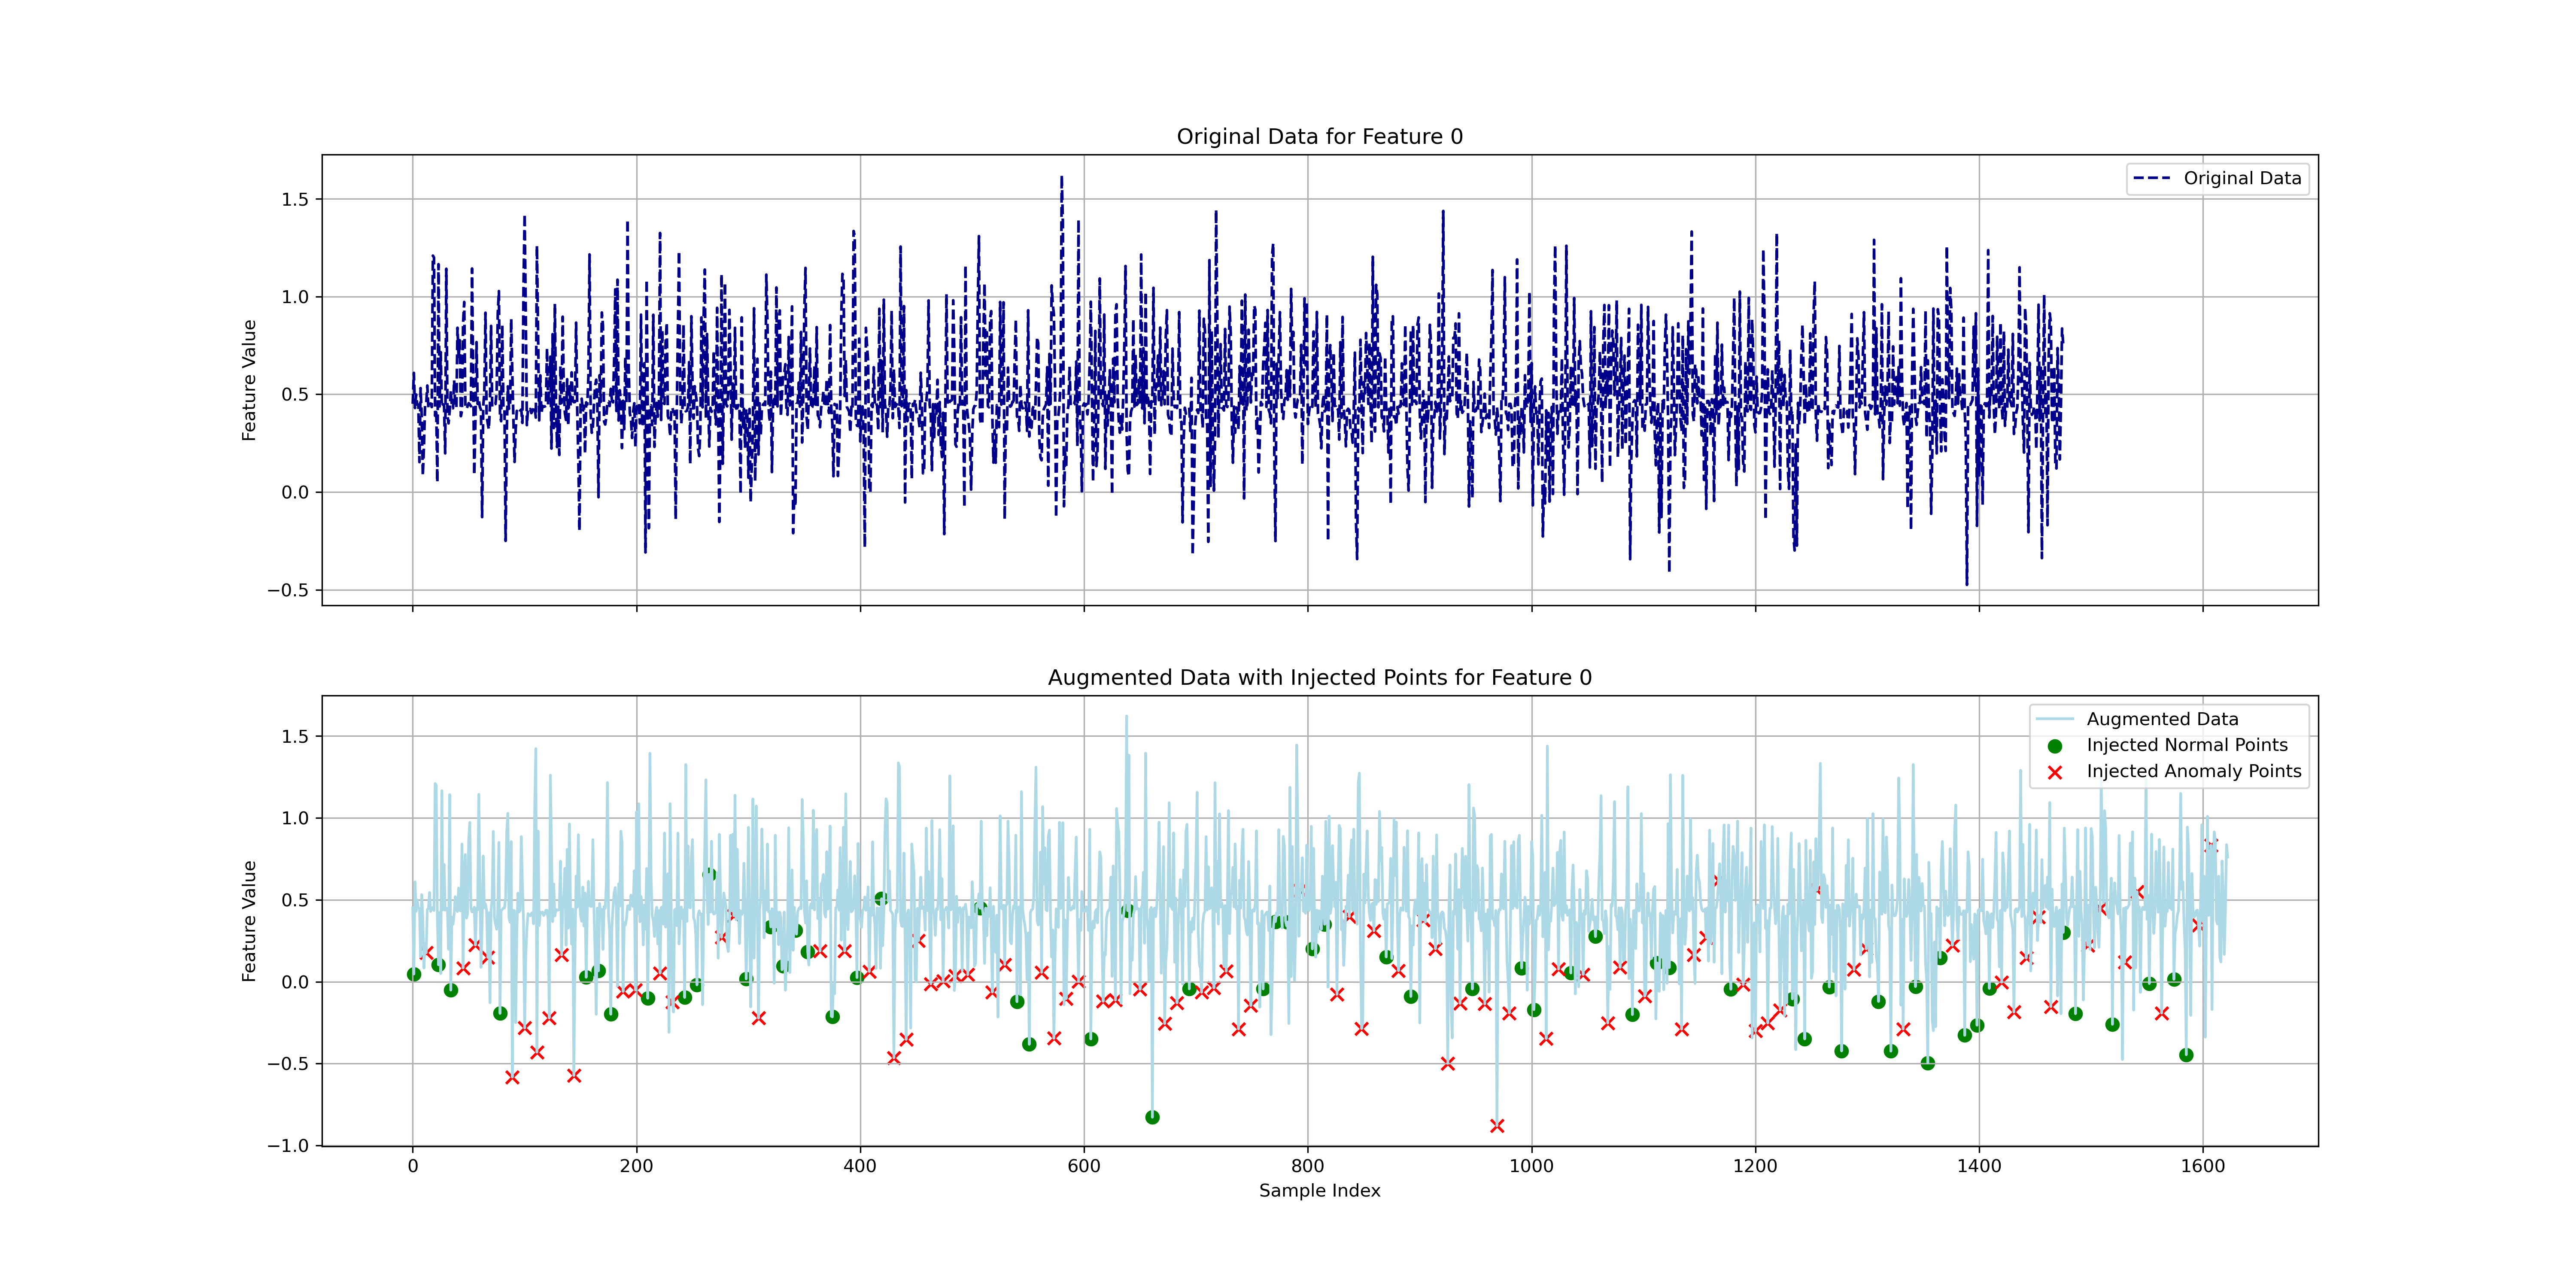 Original Data for Feature 0
Original Data
Feature Value
1.5
1.0
0.5
0.0
−0.5
Augmented Data with Injected Points for Feature 0
Augmented Data
Injected Normal Points
Injected Anomaly Points
Feature Value
1.5
1.0
0.5
0.0
−0.5
−1.0
0 200 400 600 800 1000 1200 1400 1600
Sample Index